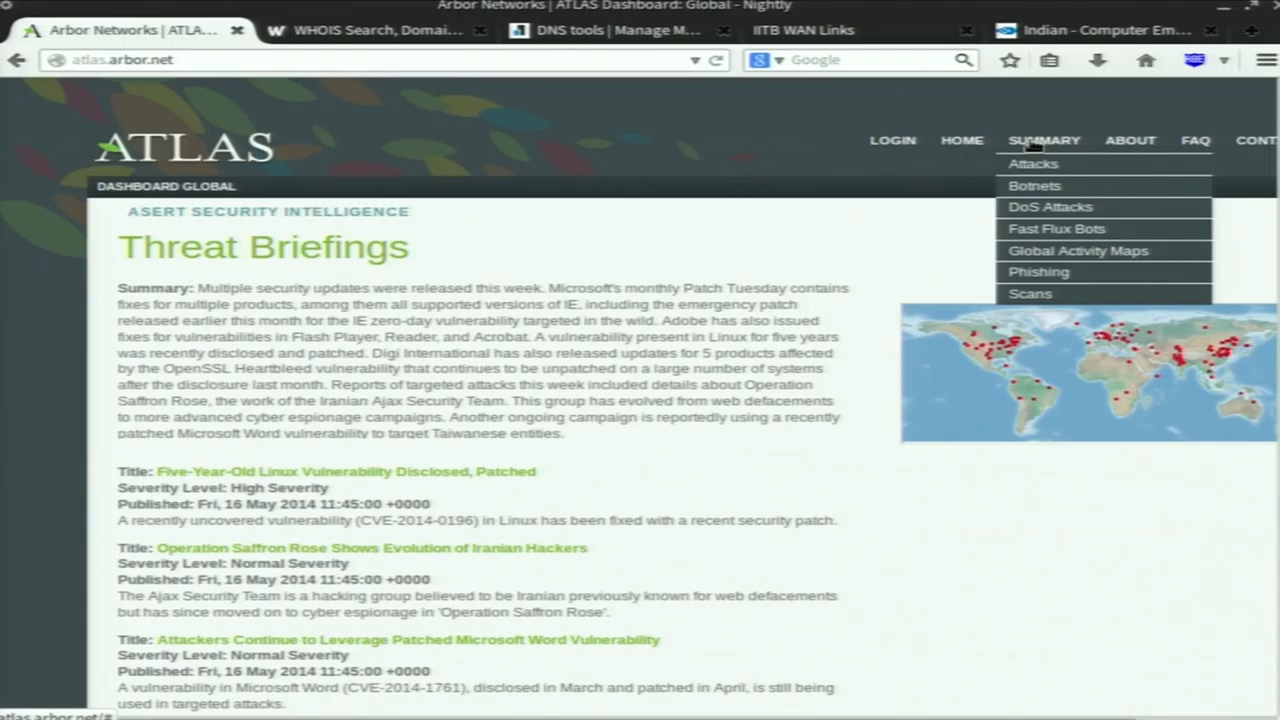 Arbor Networks | ATLAS Dashboard: Global - Nightly
Arbor Networks | ATLA...
WHOIS Search, Domai...
DNS tools | Manage M...
IITB WAN Links
Indian - Computer Em...
atlas.arbor.net
Google
ATLAS
LOGIN HOME SUMMARY ABOUT FAQ CONT
Attacks
Botnets
DoS Attacks
Fast Flux Bots
Global Activity Maps
Phishing
Scans
DASHBOARD GLOBAL
ASERT SECURITY INTELLIGENCE
Threat Briefings
Summary: Multiple security updates were released this week. Microsoft's monthly Patch Tuesday contains
fixes for multiple products, among them all supported versions of IE, including the emergency patch
released earlier this month for the IE zero-day vulnerability targeted in the wild. Adobe has also issued
fixes for vulnerabilities in Flash Player, Reader, and Acrobat. A vulnerability present in Linux for five years
was recently disclosed and patched. Digi International has also released updates for 5 products affected
by the OpenSSL Heartbleed vulnerability that continues to be unpatched on a large number of systems
after the disclosure last month. Reports of targeted attacks this week included details about Operation
Saffron Rose, the work of the Iranian Ajax Security Team. This group has evolved from web defacements
to more advanced cyber espionage campaigns. Another ongoing campaign is reportedly using a recently
patched Microsoft Word vulnerability to target Taiwanese entities.
Title: Five-Year-Old Linux Vulnerability Disclosed, Patched
Severity Level: High Severity
Published: Fri, 16 May 2014 11:45:00 +0000
A recently uncovered vulnerability (CVE-2014-0196) in Linux has been fixed with a recent security patch.
Title: Operation Saffron Rose Shows Evolution of Iranian Hackers
Severity Level: Normal Severity
Published: Fri, 16 May 2014 11:45:00 +0000
The Ajax Security Team is a hacking group believed to be Iranian previously known for web defacements
but has since moved on to cyber espionage in 'Operation Saffron Rose'.
Title: Attackers Continue to Leverage Patched Microsoft Word Vulnerability
Severity Level: Normal Severity
Published: Fri, 16 May 2014 11:45:00 +0000
A vulnerability in Microsoft Word (CVE-2014-1761), disclosed in March and patched in April, is still being
used in targeted attacks.
atlas.arbor.net/#